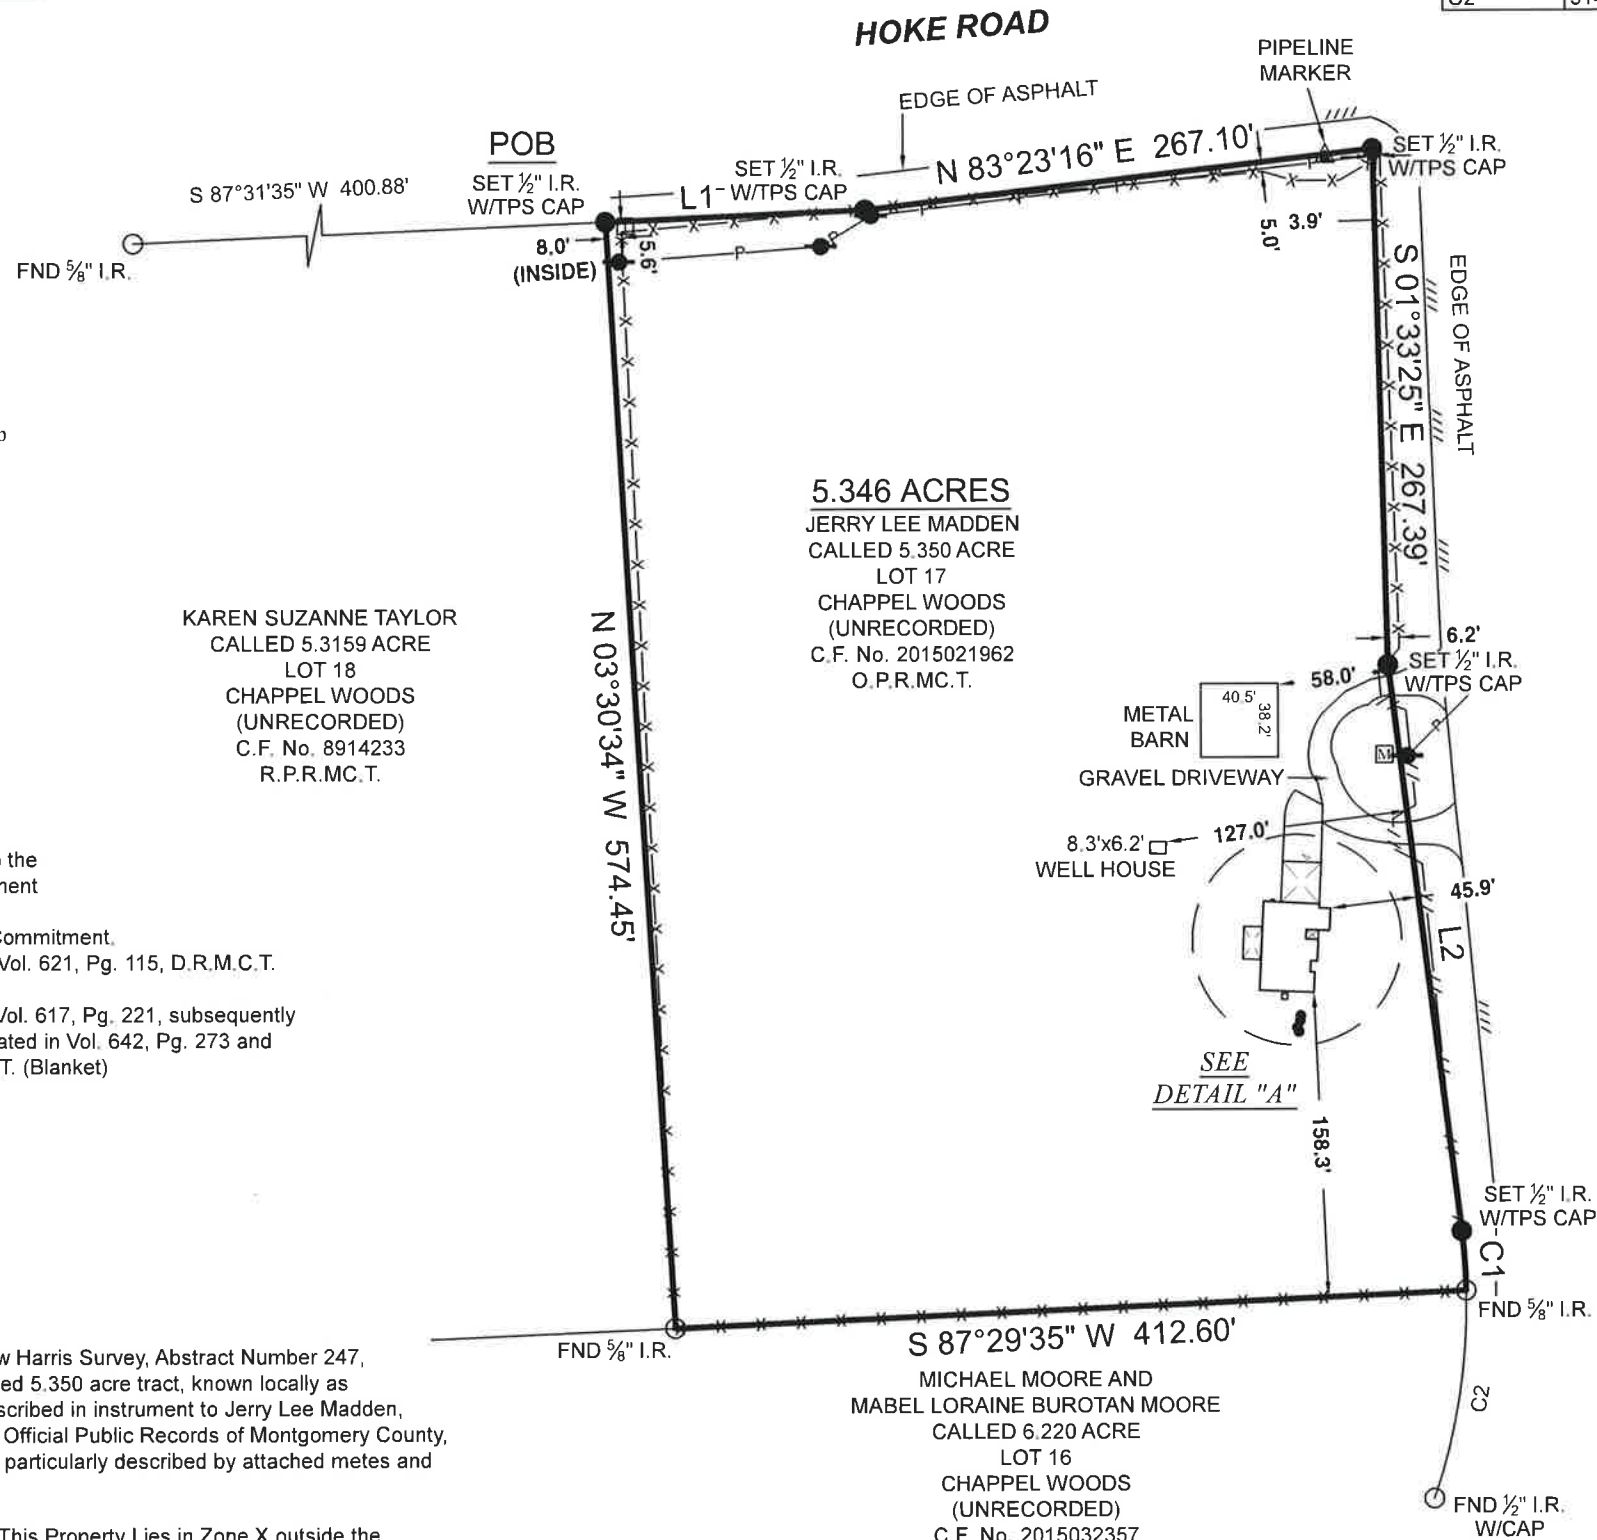 HOKE ROAD
PIPELINE
MARKER
EDGE OF ASPHALT
POB
SET ½" I.R.
W/TPS CAP
S 87°31'35" W 400.88'
FND ⅝" I.R.
L1
SET ½" I.R.
W/TPS CAP
N 83°23'16" E 267.10'
SET ½" I.R.
W/TPS CAP
8.0'
(INSIDE)
5.6'
P
P
5.0'
3.9'
S 01°33'25" E 267.39'
EDGE OF ASPHALT
5.346 ACRES
JERRY LEE MADDEN
CALLED 5.350 ACRE
LOT 17
CHAPPEL WOODS
(UNRECORDED)
C.F. No. 2015021962
O.P.R.MC.T.
KAREN SUZANNE TAYLOR
CALLED 5.3159 ACRE
LOT 18
CHAPPEL WOODS
(UNRECORDED)
C.F. No. 8914233
R.P.R.MC.T.
N 03°30'34" W 574.45'
6.2'
SET ½" I.R.
W/TPS CAP
58.0'
40.5'
38.2'
METAL
BARN
M
P
GRAVEL DRIVEWAY
8.3'x6.2'
WELL HOUSE
127.0'
45.9'
L2
SEE
DETAIL "A"
158.3'
the
Commitment.
Vol. 621, Pg. 115, D.R.M.C.T.
Vol. 617, Pg. 221, subsequently
in Vol. 642, Pg. 273 and
(Blanket)
SET ½" I.R.
W/TPS CAP
C1
FND ⅝" I.R.
FND ⅝" I.R.
S 87°29'35" W 412.60'
MICHAEL MOORE AND
MABEL LORAINE BUROTAN MOORE
CALLED 6.220 ACRE
LOT 16
CHAPPEL WOODS
(UNRECORDED)
C.F. No. 2015032357
C2
FND ½" I.R.
W/CAP
Harris Survey, Abstract Number 247,
5.350 acre tract, known locally as
in instrument to Jerry Lee Madden,
Official Public Records of Montgomery County,
particularly described by attached metes and
This Property Lies in Zone X outside the